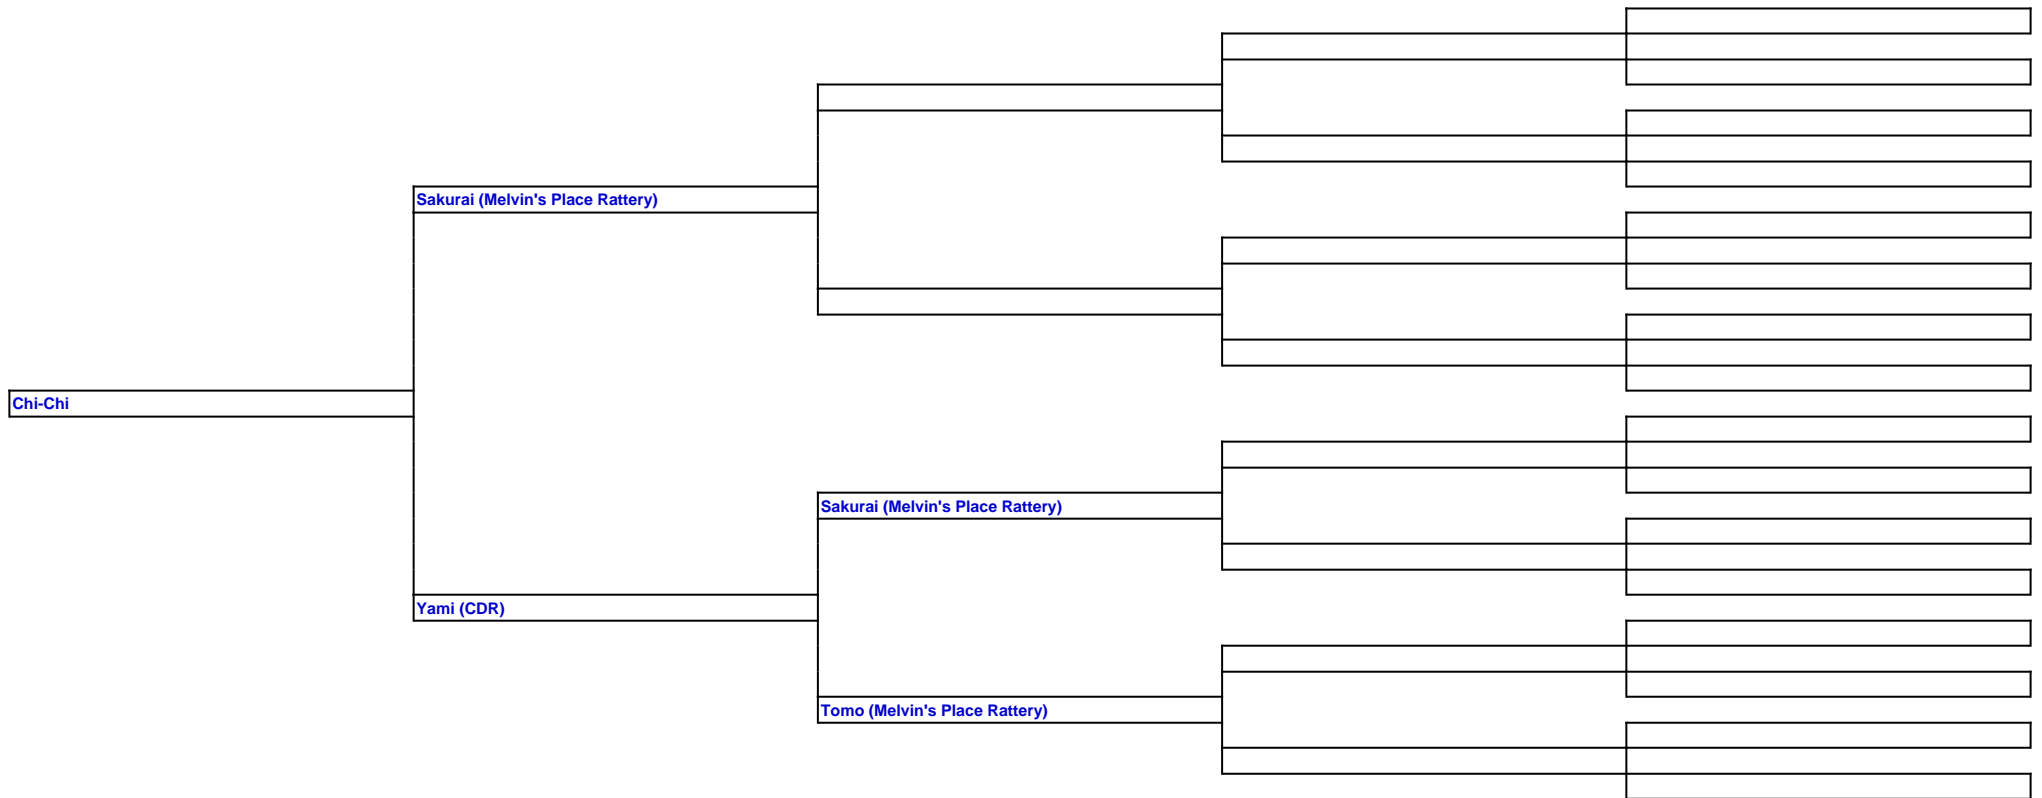 Sakurai (Melvin's Place Rattery)
Chi-Chi
Sakurai (Melvin's Place Rattery)
Yami (CDR)
Tomo (Melvin's Place Rattery)